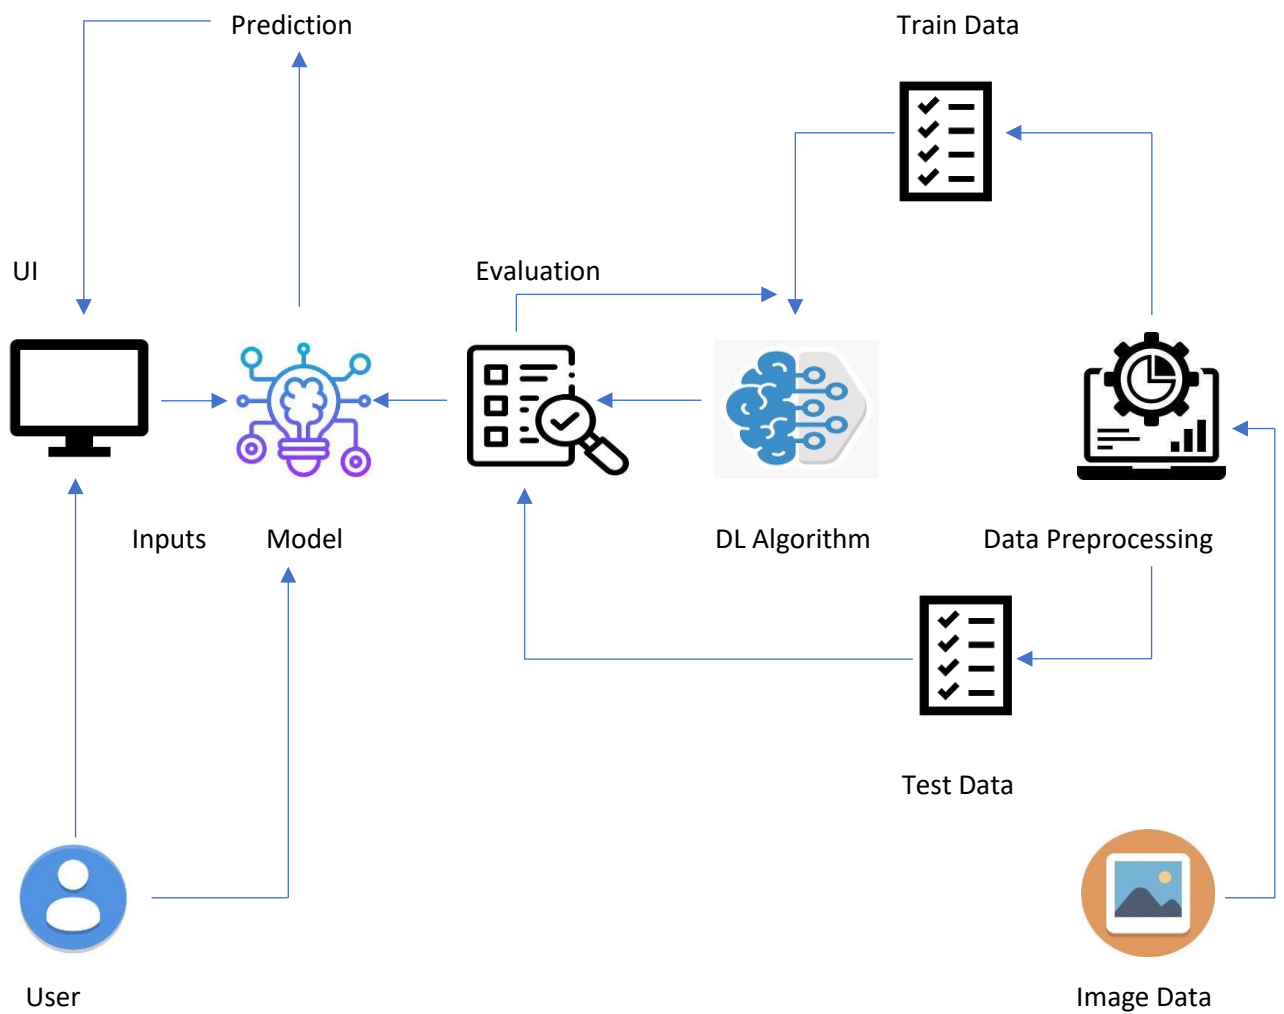 Prediction
Train Data
UI
Evaluation
Inputs
Model
DL Algorithm
Data Preprocessing
Test Data
User
Image Data